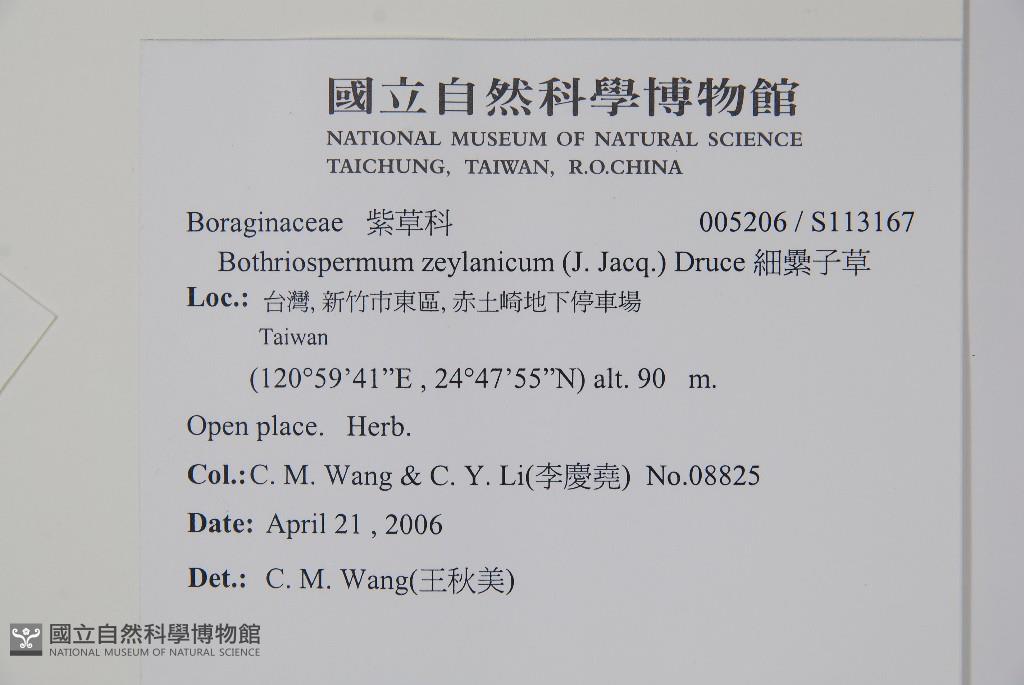 國立自然科學博物館
NATIONAL MUSEUM OF NATURAL SCIENCE
TAICHUNG, TAIWAN, R.O.CHINA
Boraginaceae 紫草科 005206 / S113167
Bothriospermum zeylanicum (J. Jacq.) Druce 細纍子草
Loc.: 台灣, 新竹市東區, 赤土崎地下停車場
Taiwan
(120°59’41”E , 24°47’55”N) alt. 90 m.
Open place. Herb.
Col.: C. M. Wang & C. Y. Li(李慶堯) No.08825
Date: April 21 , 2006
Det.: C. M. Wang(王秋美)
國立自然科學博物館
NATIONAL MUSEUM OF NATURAL SCIENCE